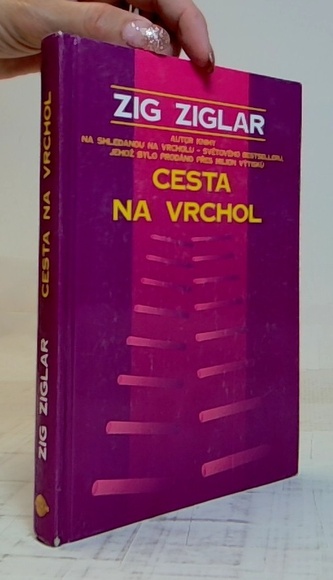 ZIG ZIGLAR
AUTOR KNIHY
NA SHLEDANOU NA VRCHOLU - SVĚTOVÉHO BESTSELLERU,
JEHOŽ BYLO PRODÁNO PŘES MILION VÝTISKŮ
CESTA
NA VRCHOL
ZIG ZIGLAR CESTA NA VRCHOL